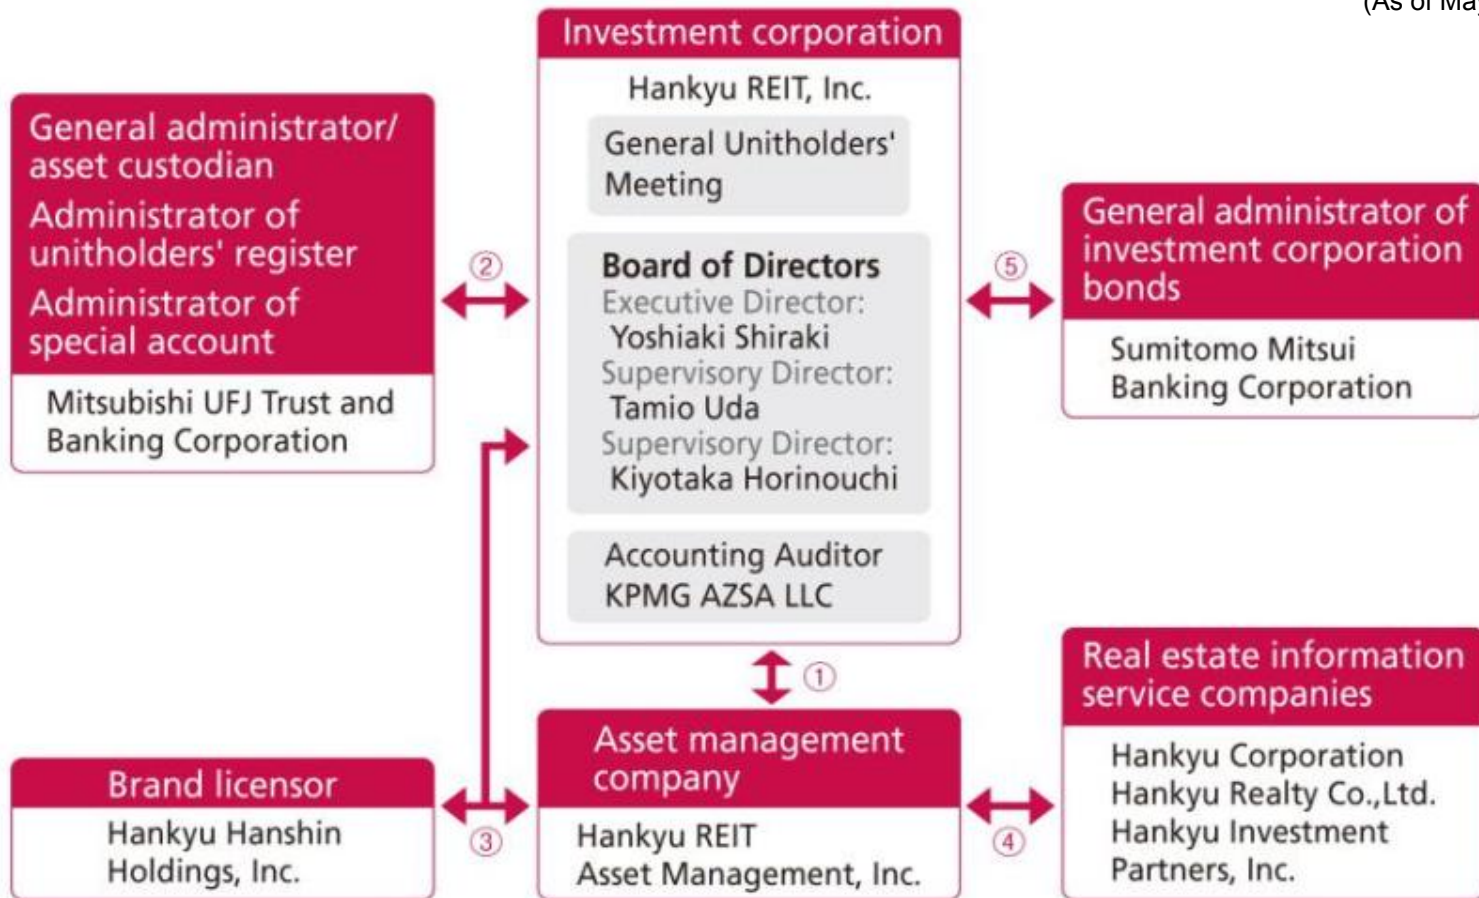 (As of May
Investment corporation
Hankyu REIT, Inc.
General Unitholders'
Meeting
Board of Directors
Executive Director:
Yoshiaki Shiraki
Supervisory Director:
Tamio Uda
Supervisory Director:
Kiyotaka Horinouchi
Accounting Auditor
KPMG AZSA LLC
General administrator/
asset custodian
Administrator of
unitholders' register
Administrator of
special account
Mitsubishi UFJ Trust and
Banking Corporation
②
⑤
General administrator of
investment corporation
bonds
Sumitomo Mitsui
Banking Corporation
①
Brand licensor
Hankyu Hanshin
Holdings, Inc.
③
Asset management
company
Hankyu REIT
Asset Management, Inc.
④
Real estate information
service companies
Hankyu Corporation
Hankyu Realty Co.,Ltd.
Hankyu Investment
Partners, Inc.